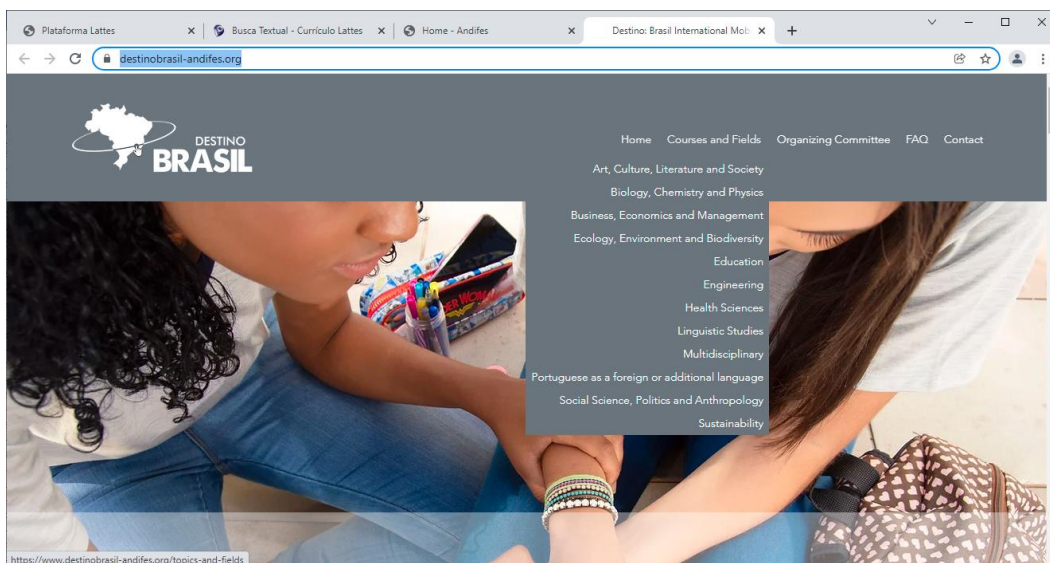 Plataforma Lattes
Busca Textual - Currículo Lattes
Home - Andifes
Destino: Brasil International Mob
destinobrasil-andifes.org
DESTINO
BRASIL
Home Courses and Fields Organizing Committee FAQ Contact
Art, Culture, Literature and Society
Biology, Chemistry and Physics
Business, Economics and Management
Ecology, Environment and Biodiversity
Education
Engineering
Health Sciences
Linguistic Studies
Multidisciplinary
Portuguese as a foreign or additional language
Social Science, Politics and Anthropology
Sustainability
https://www.destinobrasil-andifes.org/topics-and-fields